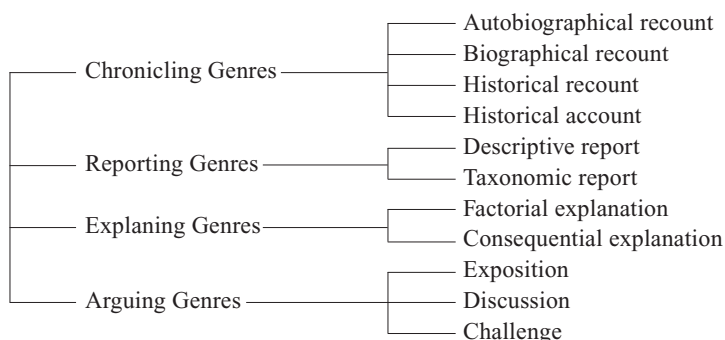 Chronicling Genres
Autobiographical recount
Biographical recount
Historical recount
Historical account
Reporting Genres
Descriptive report
Taxonomic report
Explaning Genres
Factorial explanation
Consequential explanation
Arguing Genres
Exposition
Discussion
Challenge